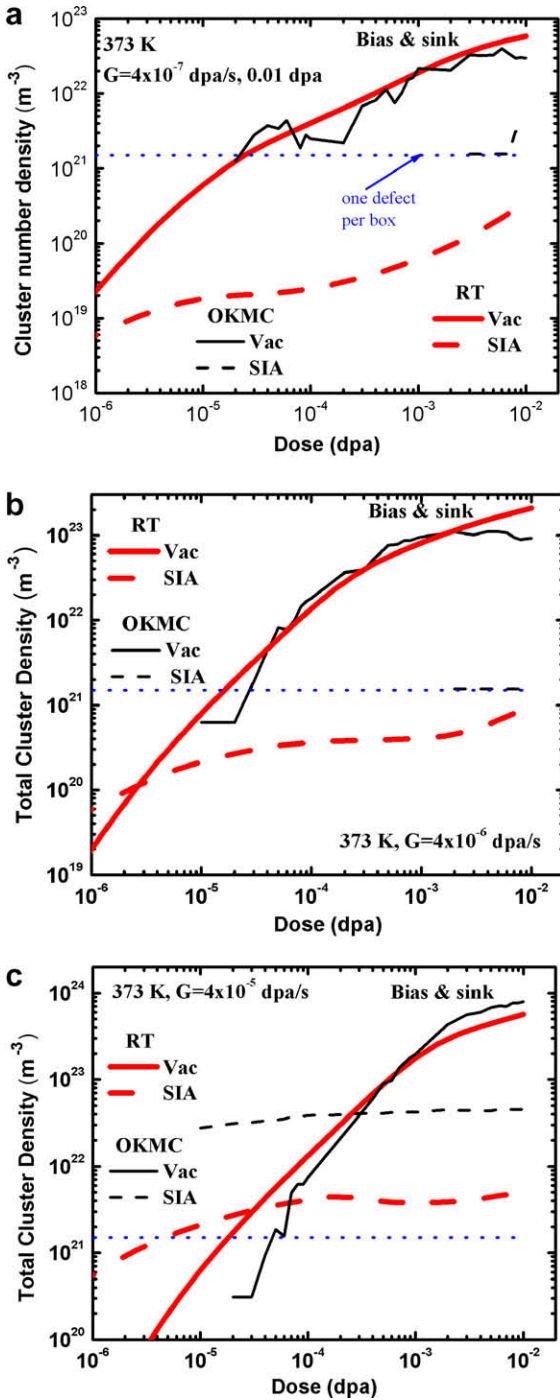 a
373 K
Bias & sink
G=4x10⁻⁷ dpa/s, 0.01 dpa
10²³
10²²
10²¹
10²⁰
10¹⁹
10¹⁸
Cluster number density (m⁻³)
one defect
per box
OKMC
Vac
SIA
RT
Vac
SIA
10⁻⁶ 10⁻⁵ 10⁻⁴ 10⁻³ 10⁻²
Dose (dpa)
b
Bias & sink
RT
Vac
SIA
OKMC
Vac
SIA
10²³
10²²
10²¹
10²⁰
10¹⁹
Total Cluster Density (m⁻³)
373 K, G=4x10⁻⁶ dpa/s
10⁻⁶ 10⁻⁵ 10⁻⁴ 10⁻³ 10⁻²
Dose (dpa)
c
373 K, G=4x10⁻⁵ dpa/s
Bias & sink
RT
Vac
SIA
OKMC
Vac
SIA
10²⁴
10²³
10²²
10²¹
10²⁰
Total Cluster Density (m⁻³)
10⁻⁶ 10⁻⁵ 10⁻⁴ 10⁻³ 10⁻²
Dose (dpa)